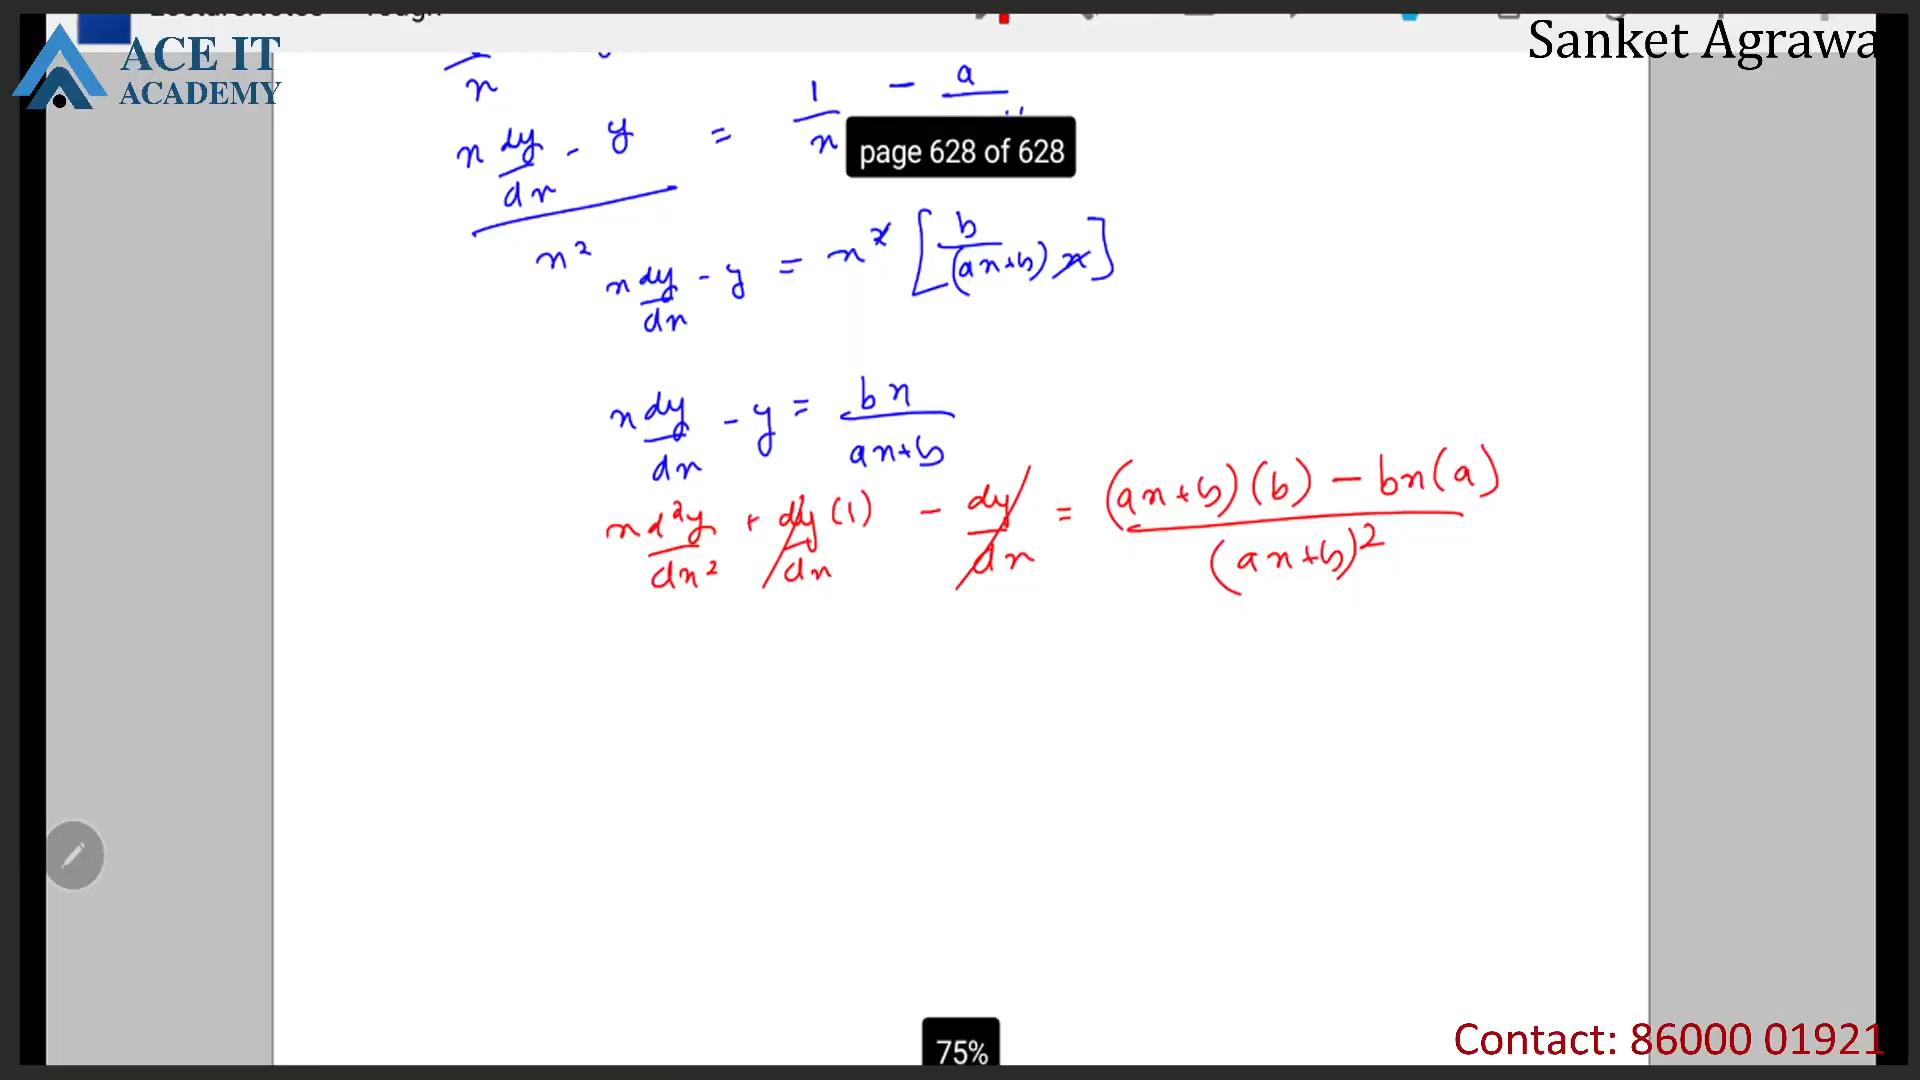 ACE IT
ACADEMY
Sanket Agrawa
x
x dy/dx - y = 1/x - a
x²
page 628 of 628
x dy/dx - y = x² [b/(ax+b)x]
x dy/dx - y = bx/ax+b
x d²y/dx² + dy/dx (1) - dy/dx = (ax+b)(b) - bx(a)/(ax+b)²
75%
Contact: 86000 01921